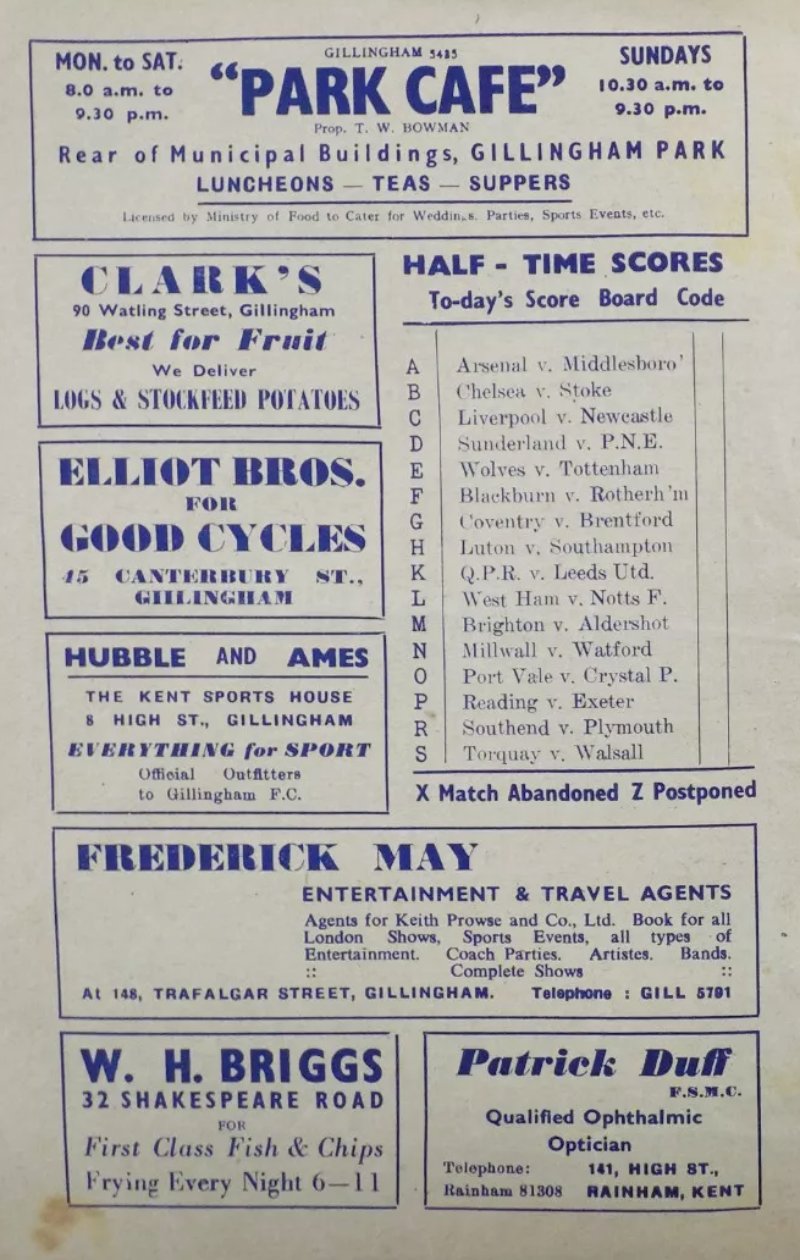 MON. to SAT.
8.0 a.m. to
9.30 p.m.
GILLINGHAM 5485
"PARK CAFE"
Prop. T. W. BOWMAN
SUNDAYS
10.30 a.m. to
9.30 p.m.
Rear of Municipal Buildings, GILLINGHAM PARK
LUNCHEONS — TEAS — SUPPERS
Licensed by Ministry of Food to Cater for Weddings. Parties, Sports Events, etc.
CLARK'S
90 Watling Street, Gillingham
Best for Fruit
We Deliver
LOGS & STOCKFEED POTATOES
ELLIOT BROS.
FOR
GOOD CYCLES
45 CANTERBURY ST.,
GILLINGHAM
HUBBLE AND AMES
THE KENT SPORTS HOUSE
8 HIGH ST., GILLINGHAM
EVERYTHING for SPORT
Official Outfitters
to Gillingham F.C.
HALF - TIME SCORES
To-day's Score Board Code
A Arsenal v. Middlesboro'
B Chelsea v. Stoke
C Liverpool v. Newcastle
D Sunderland v. P.N.E.
E Wolves v. Tottenham
F Blackburn v. Rotherh'm
G Coventry v. Brentford
H Luton v. Southampton
K Q.P.R. v. Leeds Utd.
L West Ham v. Notts F.
M Brighton v. Aldershot
N Millwall v. Watford
O Port Vale v. Crystal P.
P Reading v. Exeter
R Southend v. Plymouth
S Torquay v. Walsall
X Match Abandoned Z Postponed
FREDERICK MAY
ENTERTAINMENT & TRAVEL AGENTS
Agents for Keith Prowse and Co., Ltd. Book for all
London Shows, Sports Events, all types of
Entertainment. Coach Parties. Artistes. Bands.
:: Complete Shows ::
At 148, TRAFALGAR STREET, GILLINGHAM. Telephone : GILL 5791
W. H. BRIGGS
32 SHAKESPEARE ROAD
FOR
First Class Fish & Chips
Frying Every Night 6—11
Patrick Duff
F.S.M.C.
Qualified Ophthalmic
Optician
Telephone: 141, HIGH ST.,
Rainham 81308 RAINHAM, KENT